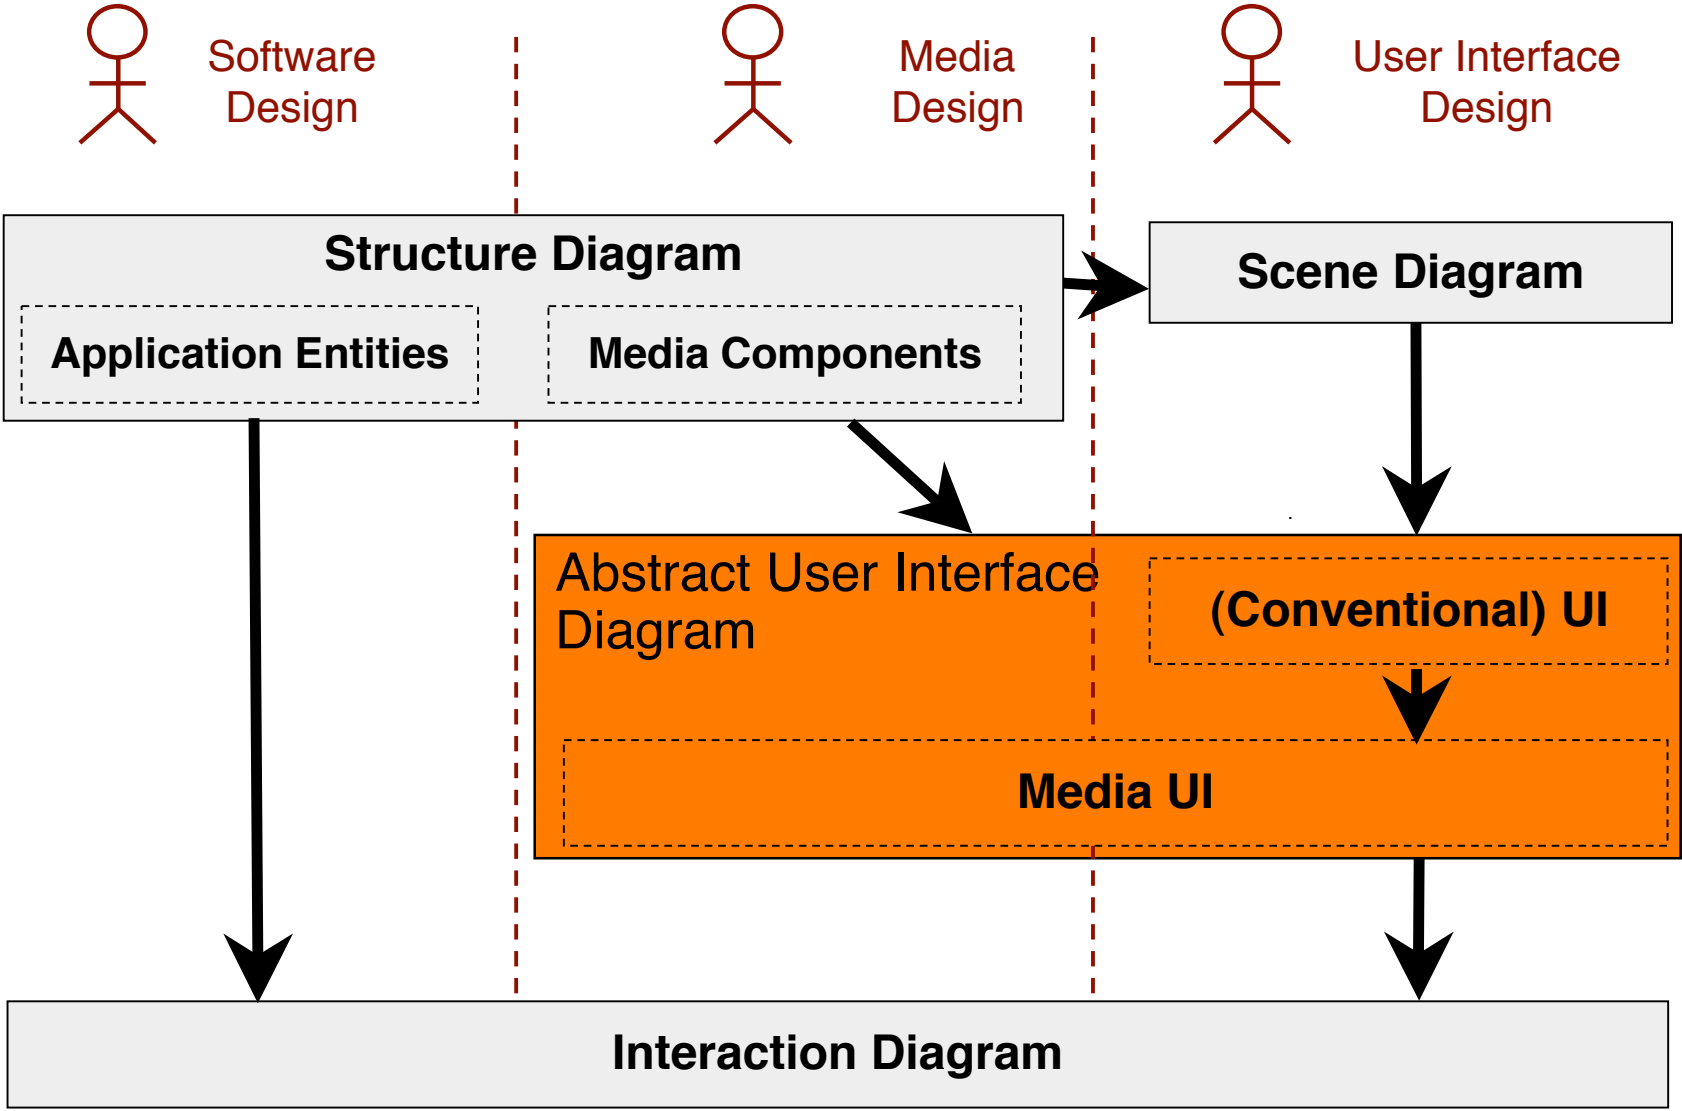 Software
Design
Media
Design
User Interface
Design
Structure Diagram
Application Entities
Media Components
Scene Diagram
Abstract User Interface
Diagram
(Conventional) UI
Media UI
Interaction Diagram